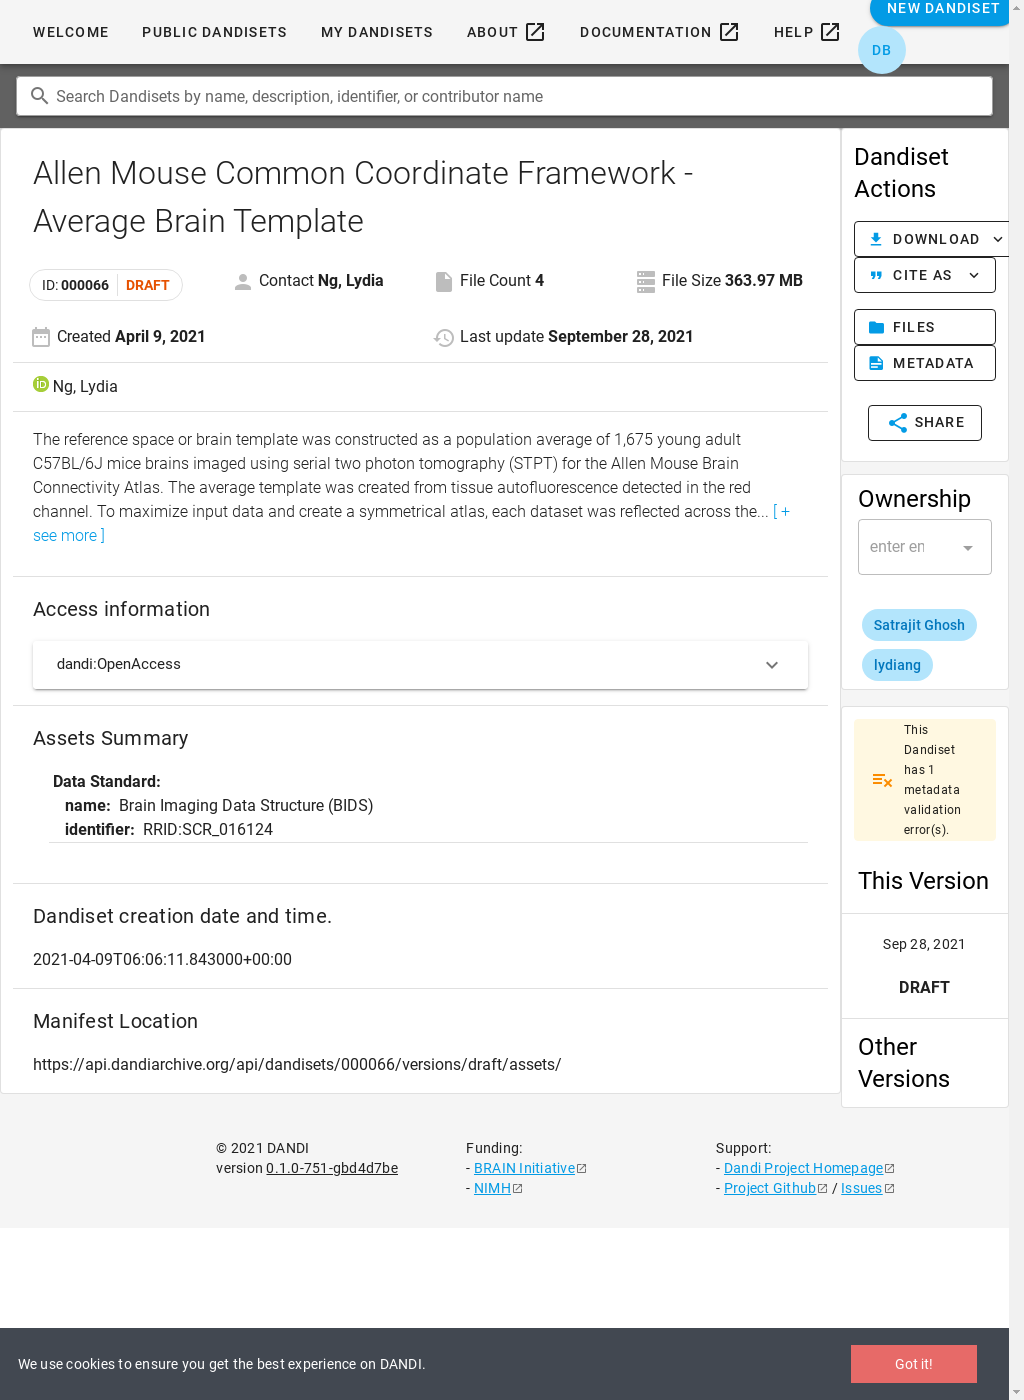 WELCOME PUBLIC DANDISETS MY DANDISETS ABOUT DOCUMENTATION HELP NEW DANDISET
DB
Search Dandisets by name, description, identifier, or contributor name
Allen Mouse Common Coordinate Framework -
Average Brain Template
ID: 000066 DRAFT
Contact Ng, Lydia
File Count 4
File Size 363.97 MB
Created April 9, 2021
Last update September 28, 2021
iD Ng, Lydia
The reference space or brain template was constructed as a population average of 1,675 young adult
C57BL/6J mice brains imaged using serial two photon tomography (STPT) for the Allen Mouse Brain
Connectivity Atlas. The average template was created from tissue autofluorescence detected in the red
channel. To maximize input data and create a symmetrical atlas, each dataset was reflected across the... [ +
see more ]
Access information
dandi:OpenAccess
Assets Summary
Data Standard:
name: Brain Imaging Data Structure (BIDS)
identifier: RRID:SCR_016124
Dandiset creation date and time.
2021-04-09T06:06:11.843000+00:00
Manifest Location
https://api.dandiarchive.org/api/dandisets/000066/versions/draft/assets/
Dandiset
Actions
DOWNLOAD
CITE AS
FILES
METADATA
SHARE
Ownership
enter en
Satrajit Ghosh
lydiang
This
Dandiset
has 1
metadata
validation
error(s).
This Version
Sep 28, 2021
DRAFT
Other
Versions
© 2021 DANDI
version 0.1.0-751-gbd4d7be
Funding:
- BRAIN Initiative
- NIMH
Support:
- Dandi Project Homepage
- Project Github / Issues
We use cookies to ensure you get the best experience on DANDI.
Got it!